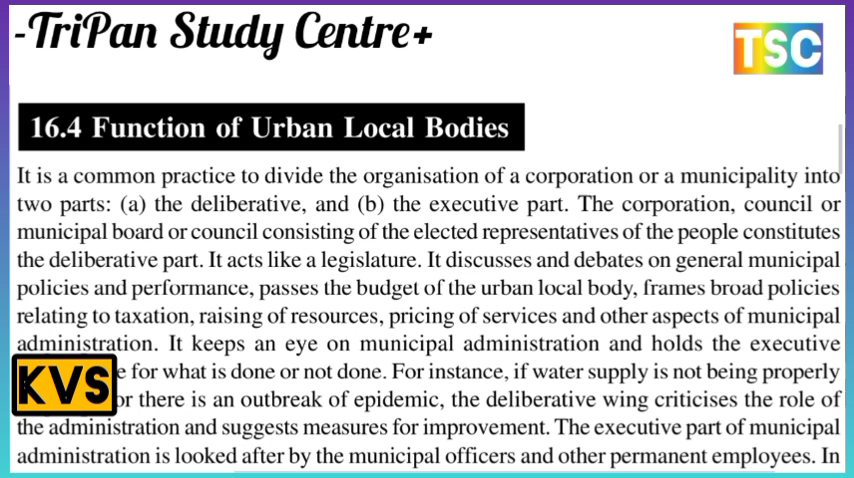 -TriPan Study Centre+
TSC
16.4 Function of Urban Local Bodies
It is a common practice to divide the organisation of a corporation or a municipality into
two parts: (a) the deliberative, and (b) the executive part. The corporation, council or
municipal board or council consisting of the elected representatives of the people constitutes
the deliberative part. It acts like a legislature. It discusses and debates on general municipal
policies and performance, passes the budget of the urban local body, frames broad policies
relating to taxation, raising of resources, pricing of services and other aspects of municipal
administration. It keeps an eye on municipal administration and holds the executive
for what is done or not done. For instance, if water supply is not being properly
KVS
or there is an outbreak of epidemic, the deliberative wing criticises the role of
the administration and suggests measures for improvement. The executive part of municipal
administration is looked after by the municipal officers and other permanent employees. In